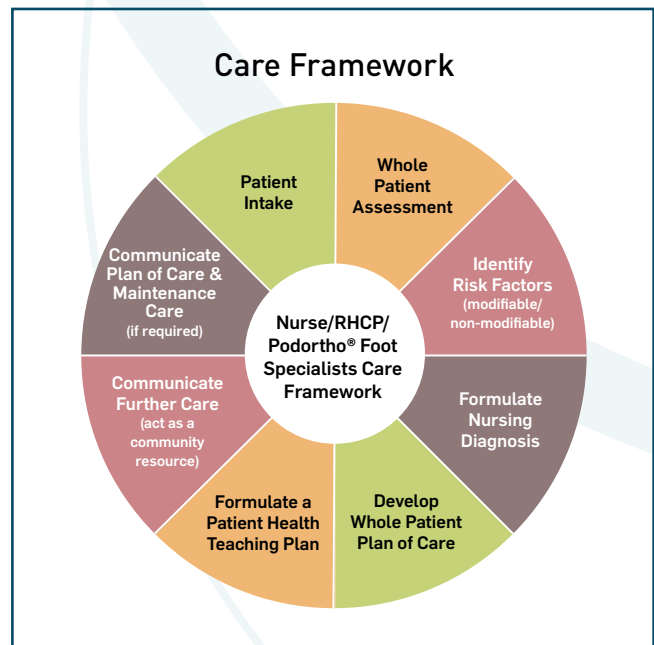 Care Framework
Patient
Intake
Whole
Patient
Assessment
Identify
Risk Factors
(modifiable/
non-modifiable)
Formulate
Nursing
Diagnosis
Develop
Whole Patient
Plan of Care
Formulate a
Patient Health
Teaching Plan
Communicate
Further Care
(act as a
community
resource)
Communicate
Plan of Care &
Maintenance
Care
(if required)
Nurse/RHCP/
Podortho® Foot
Specialists Care
Framework